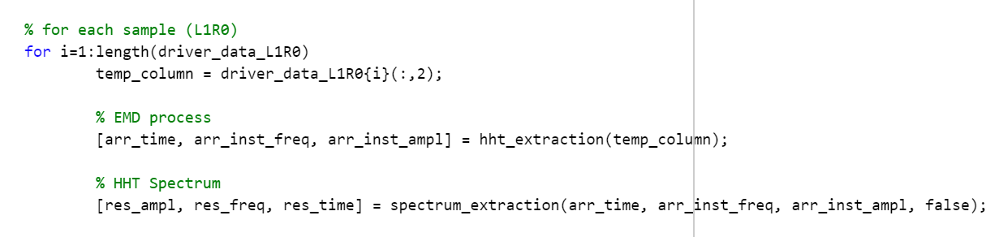 % for each sample (L1R0)
for i=1:length(driver_data_L1R0)
temp_column = driver_data_L1R0{i}(:,2);
% EMD process
[arr_time, arr_inst_freq, arr_inst_ampl] = hht_extraction(temp_column);
% HHT Spectrum
[res_ampl, res_freq, res_time] = spectrum_extraction(arr_time, arr_inst_freq, arr_inst_ampl, false);